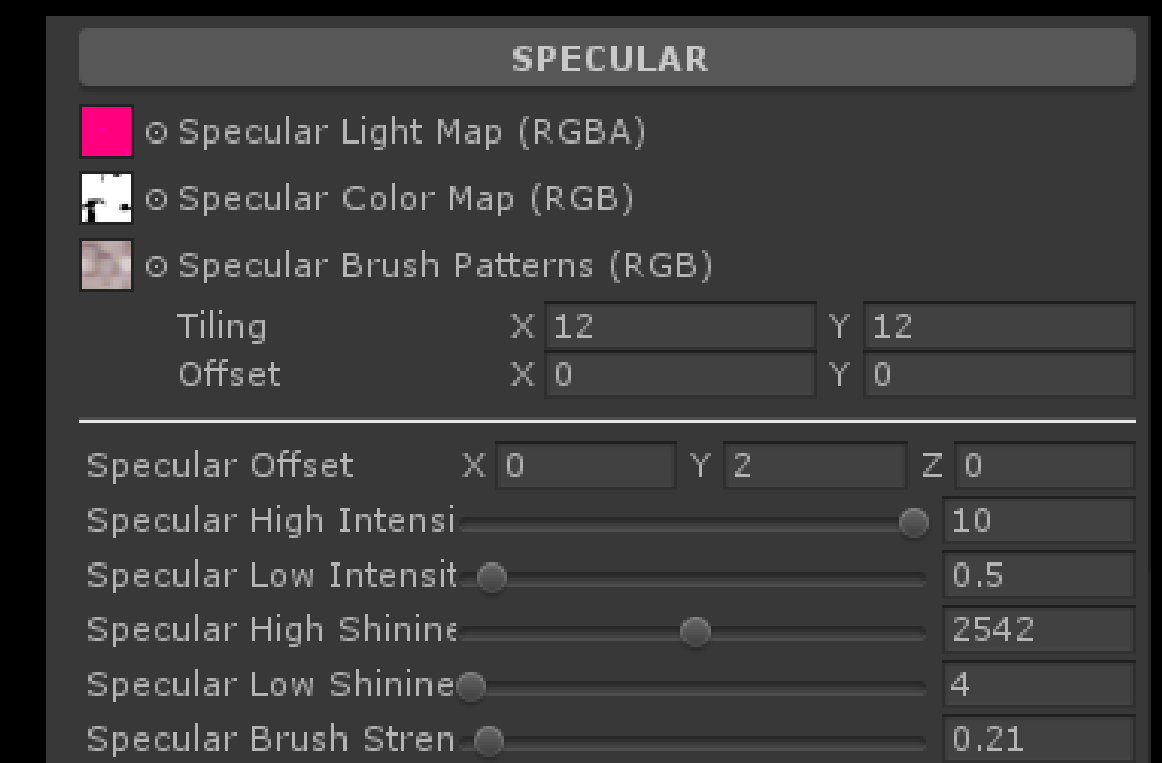 SPECULAR
Specular Light Map (RGBA)
Specular Color Map (RGB)
Specular Brush Patterns (RGB)
Tiling X 12 Y 12
Offset X 0 Y 0
Specular Offset X 0 Y 2 Z 0
Specular High Intensi 10
Specular Low Intensit 0.5
Specular High Shinine 2542
Specular Low Shinine 4
Specular Brush Stren 0.21